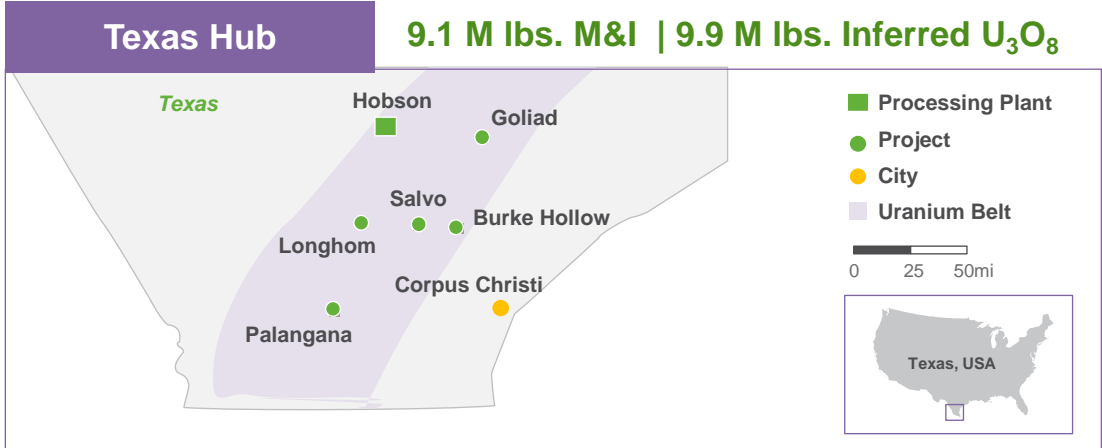 Texas Hub
9.1 M lbs. M&I | 9.9 M lbs. Inferred U₃O₈
Texas
Hobson
Goliad
Salvo
Burke Hollow
Longhom
Corpus Christi
Palangana
Processing Plant
Project
City
Uranium Belt
0 25 50mi
Texas, USA